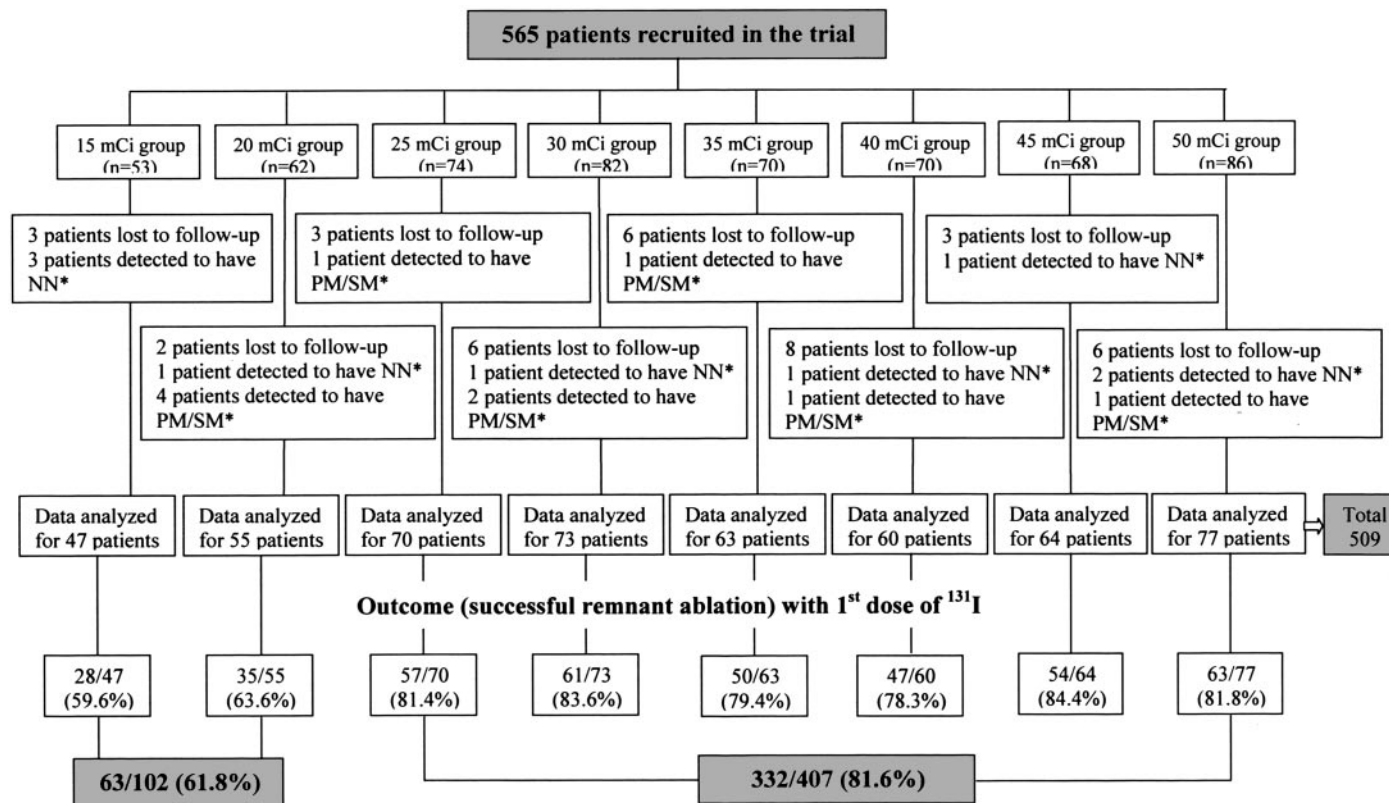 565 patients recruited in the trial
15 mCi group
(n=53)
20 mCi group
(n=62)
25 mCi group
(n=74)
30 mCi group
(n=82)
35 mCi group
(n=70)
40 mCi group
(n=70)
45 mCi group
(n=68)
50 mCi group
(n=86)
3 patients lost to follow-up
3 patients detected to have
NN*
3 patients lost to follow-up
1 patient detected to have
PM/SM*
6 patients lost to follow-up
1 patient detected to have
PM/SM*
3 patients lost to follow-up
1 patient detected to have NN*
2 patients lost to follow-up
1 patient detected to have NN*
4 patients detected to have
PM/SM*
6 patients lost to follow-up
1 patient detected to have NN*
2 patients detected to have
PM/SM*
8 patients lost to follow-up
1 patient detected to have NN*
1 patient detected to have
PM/SM*
6 patients lost to follow-up
2 patients detected to have NN*
1 patient detected to have
PM/SM*
Data analyzed
for 47 patients
Data analyzed
for 55 patients
Data analyzed
for 70 patients
Data analyzed
for 73 patients
Data analyzed
for 63 patients
Data analyzed
for 60 patients
Data analyzed
for 64 patients
Data analyzed
for 77 patients
Total
509
Outcome (successful remnant ablation) with 1st dose of 131I
28/47
(59.6%)
35/55
(63.6%)
57/70
(81.4%)
61/73
(83.6%)
50/63
(79.4%)
47/60
(78.3%)
54/64
(84.4%)
63/77
(81.8%)
63/102 (61.8%)
332/407 (81.6%)